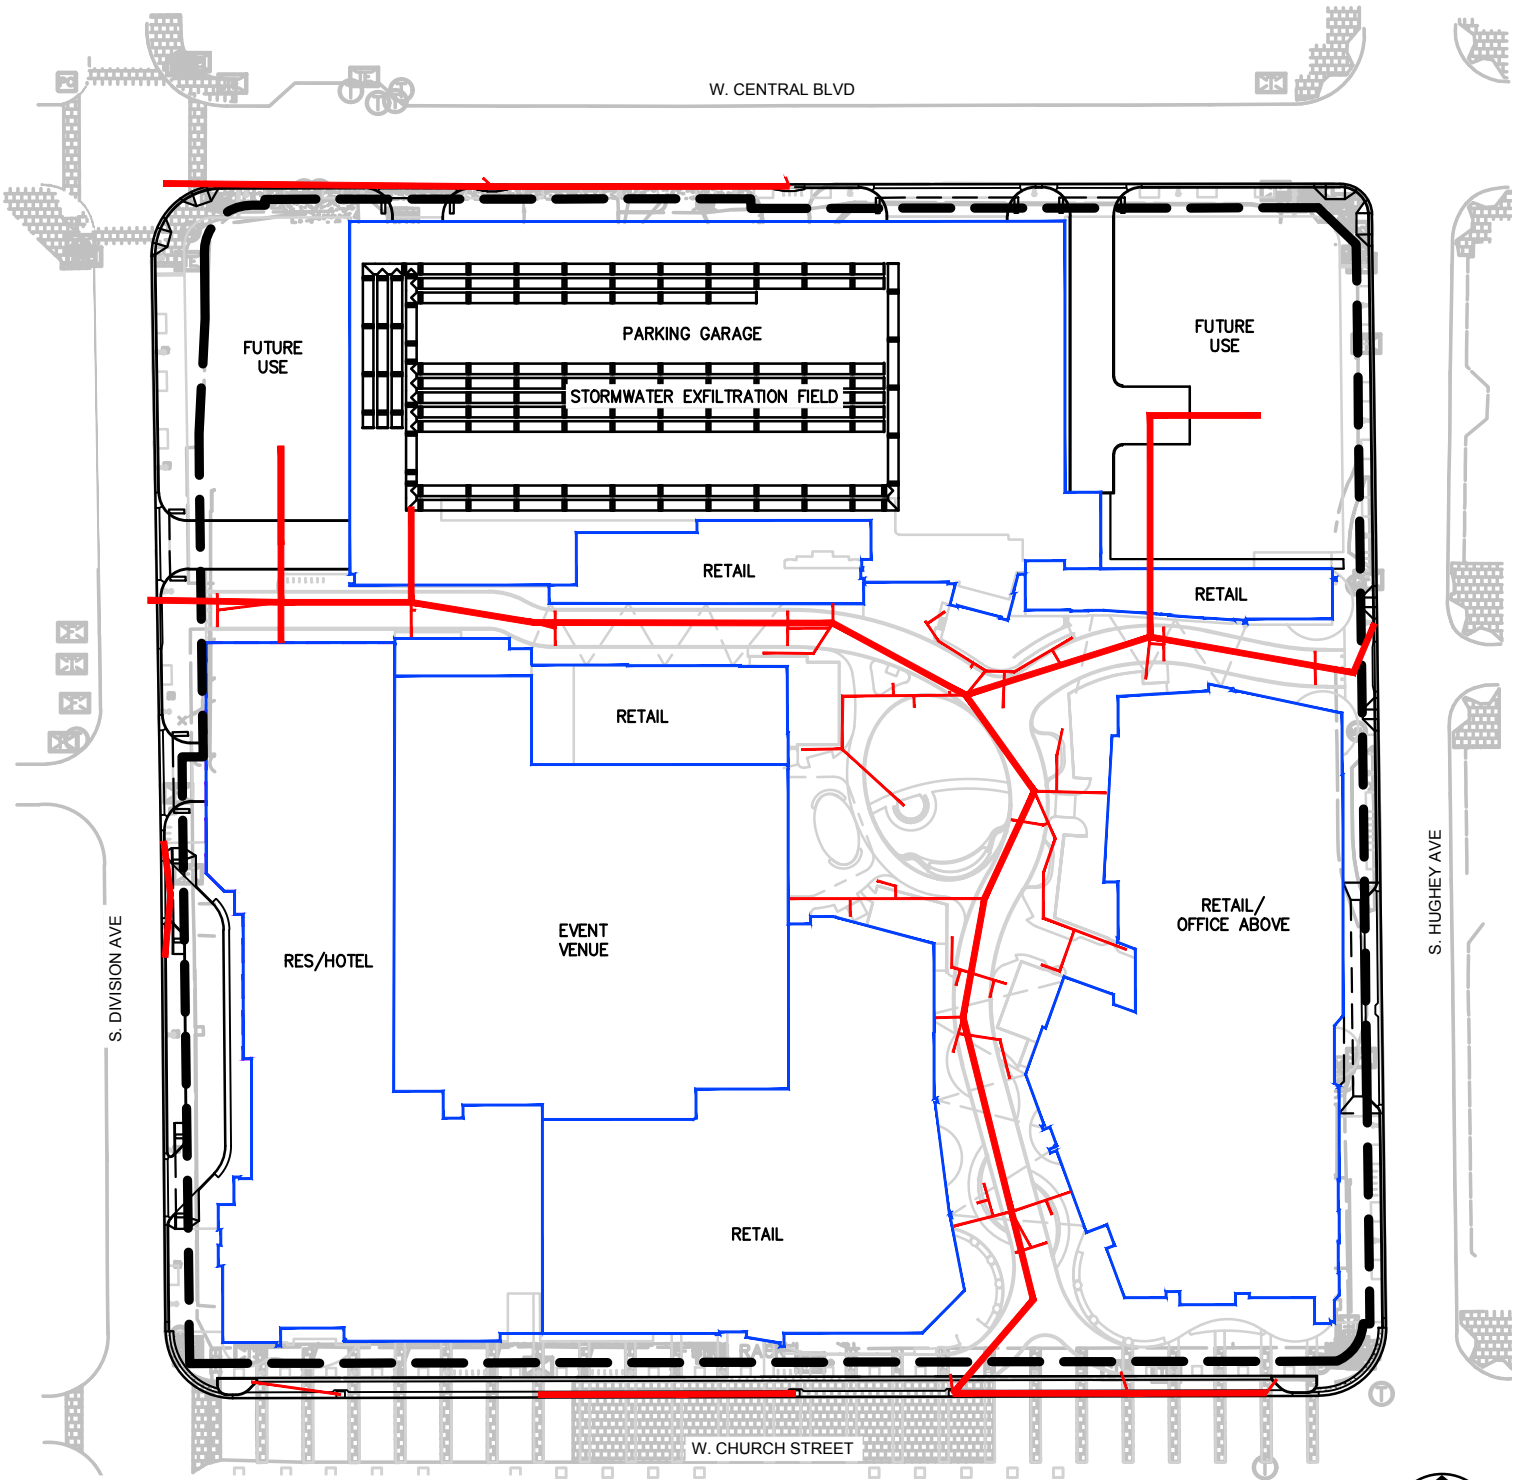 W. CENTRAL BLVD
PARKING GARAGE
FUTURE
USE
FUTURE
USE
STORMWATER EXFILTRATION FIELD
RETAIL
RETAIL
RETAIL
S. HUGHEY AVE
RETAIL/
OFFICE ABOVE
S. DIVISION AVE
RES/HOTEL
EVENT
VENUE
RETAIL
W. CHURCH STREET